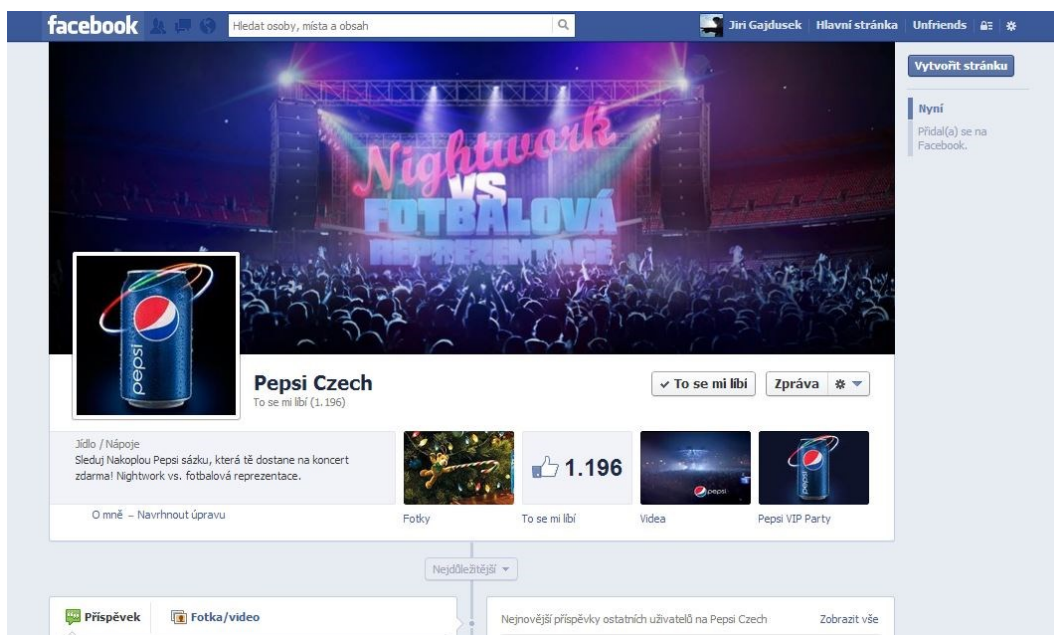 facebook
Hledat osoby, místa a obsah
Jiri Gajdusek
Hlavní stránka
Unfriends
Vytvořit stránku
Nyní
Přidal(a) se na
Facebook.
Nightwork
VS
FOTBALOVÁ
REPREZENTACE
pepsi
Pepsi Czech
To se mi líbí (1.196)
✓ To se mi líbí
Zpráva
Jídlo / Nápoje
Sleduj Nakoplou Pepsi sázku, která tě dostane na koncert
zdarma! Nightwork vs. fotbalová reprezentace.
O mně – Navrhnout úpravu
1.196
pepsi
Fotky
To se mi líbí
Videa
Pepsi VIP Party
Nejdůležitější
Příspěvek
Fotka/video
Nejnovější příspěvky ostatních uživatelů na Pepsi Czech
Zobrazit vše